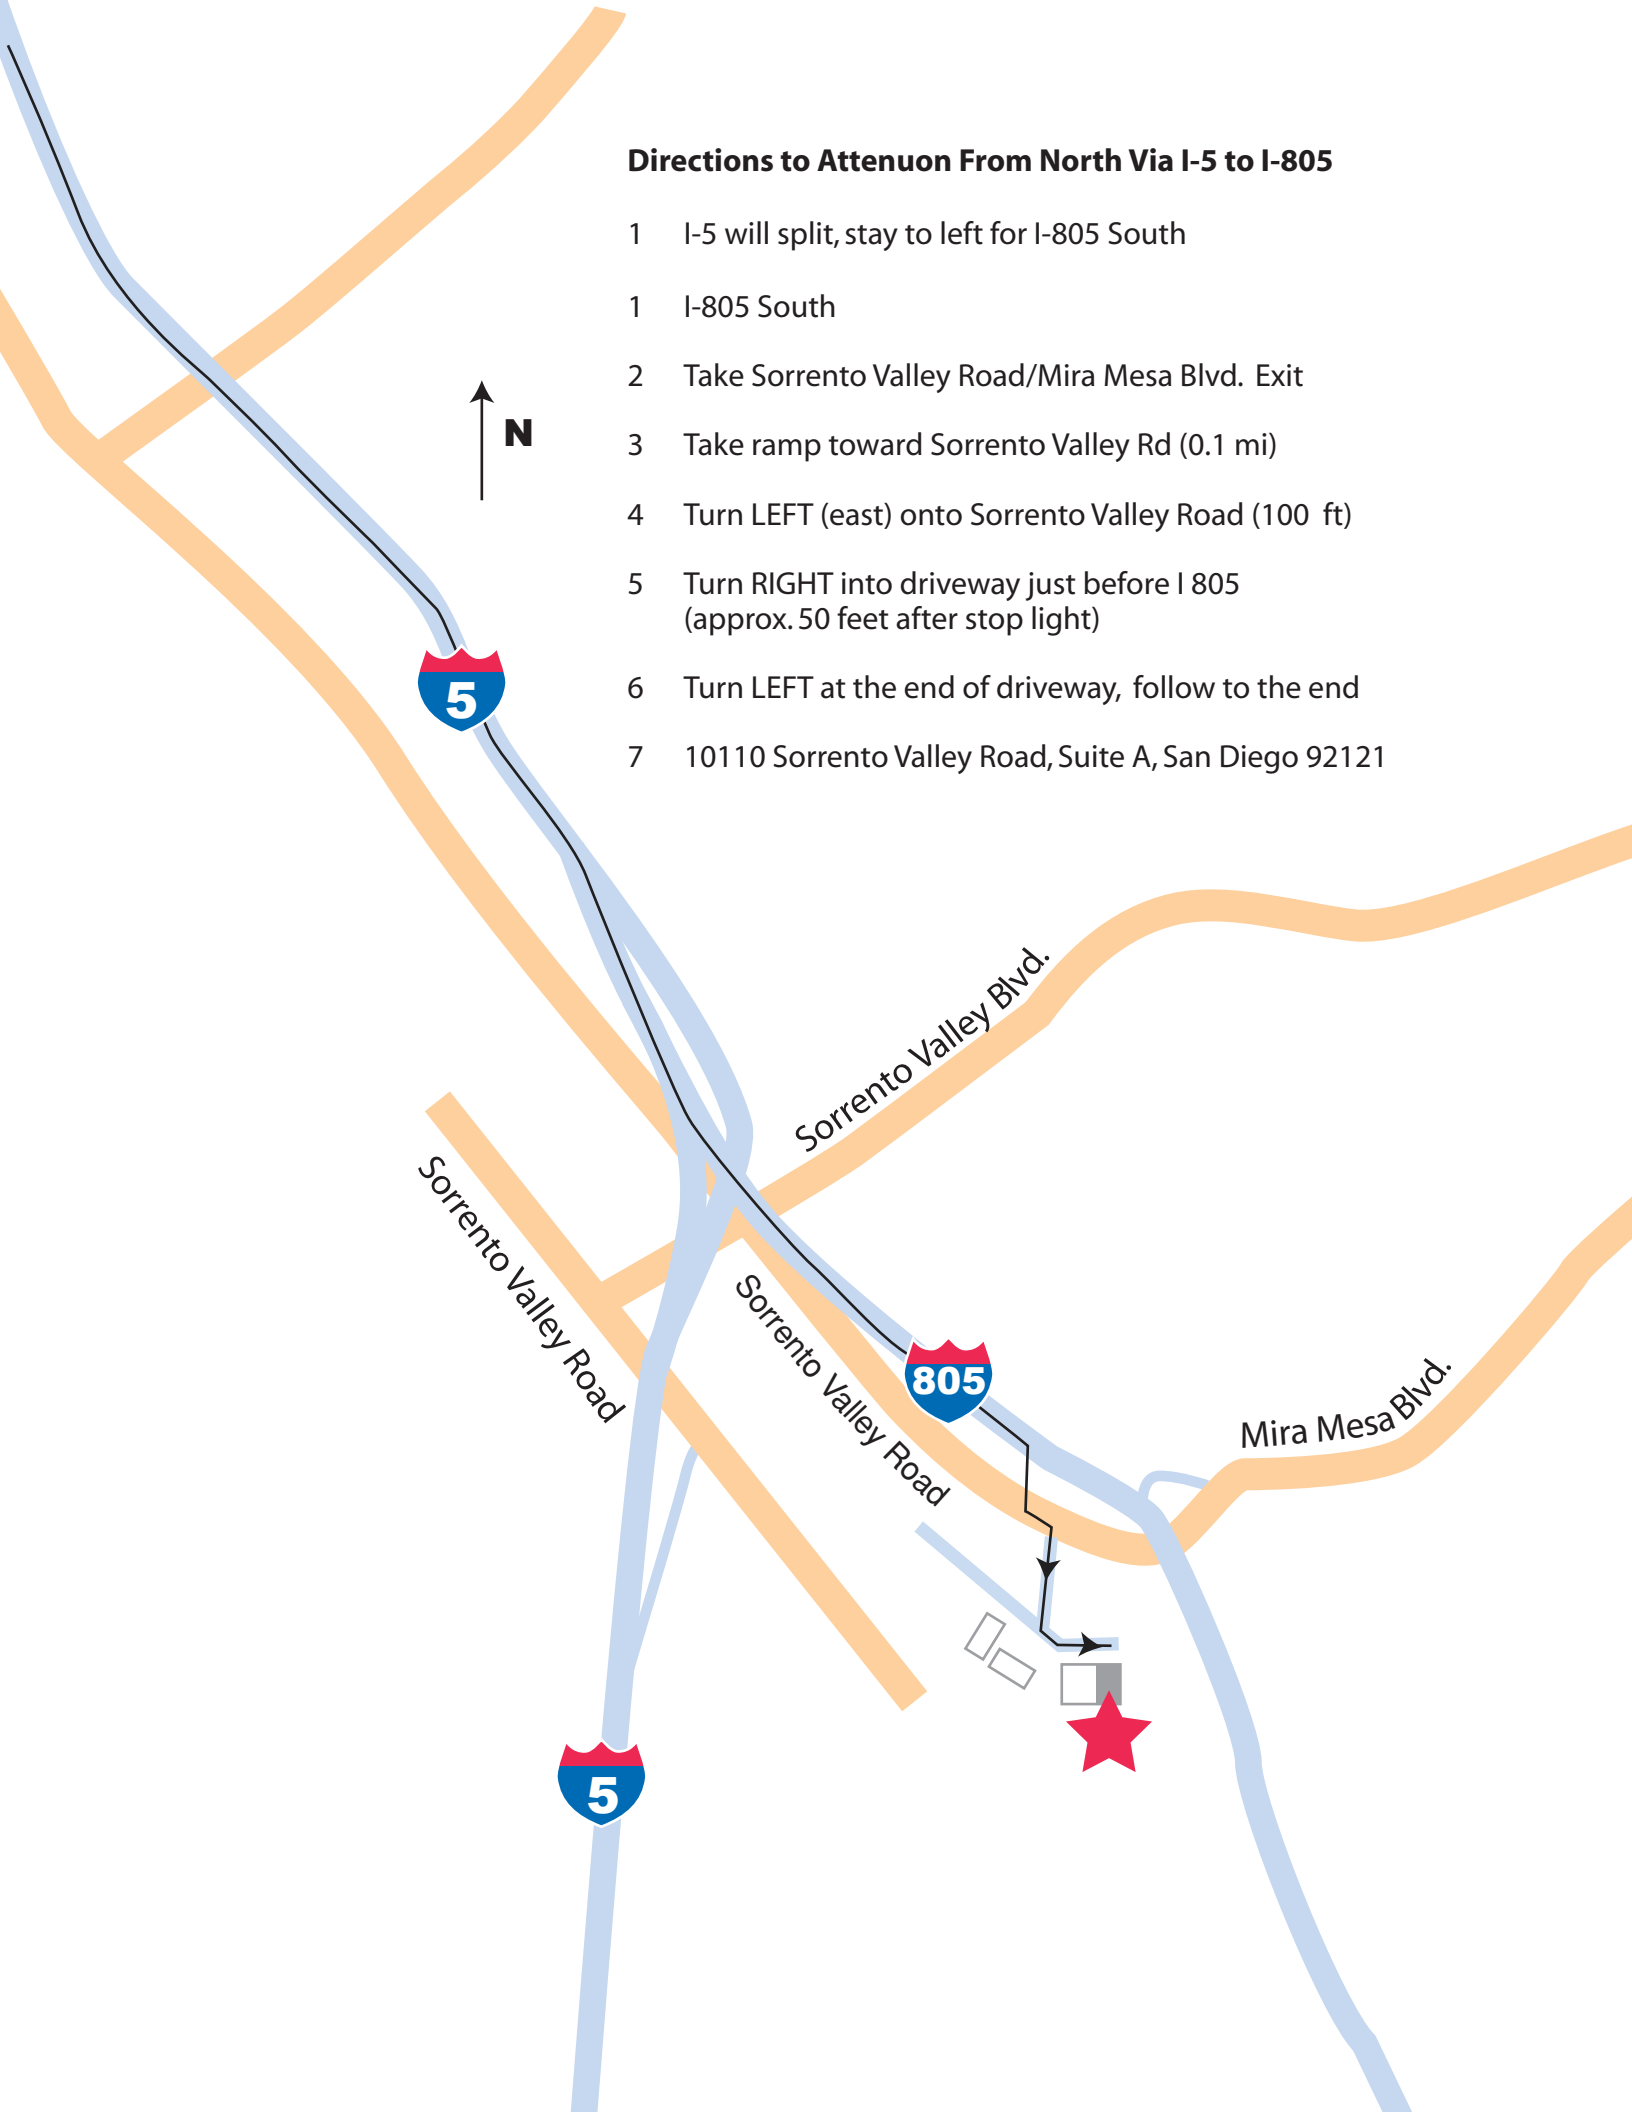 Directions to Attenuon From North Via I-5 to I-805
1 I-5 will split, stay to left for I-805 South
1 I-805 South
2 Take Sorrento Valley Road/Mira Mesa Blvd. Exit
N
3 Take ramp toward Sorrento Valley Rd (0.1 mi)
4 Turn LEFT (east) onto Sorrento Valley Road (100 ft)
5 Turn RIGHT into driveway just before I 805
(approx. 50 feet after stop light)
6 Turn LEFT at the end of driveway, follow to the end
5
7 10110 Sorrento Valley Road, Suite A, San Diego 92121
Sorrento Valley Blvd.
Sorrento Valley Road
Sorrento Valley Road
805
Mira Mesa Blvd.
5